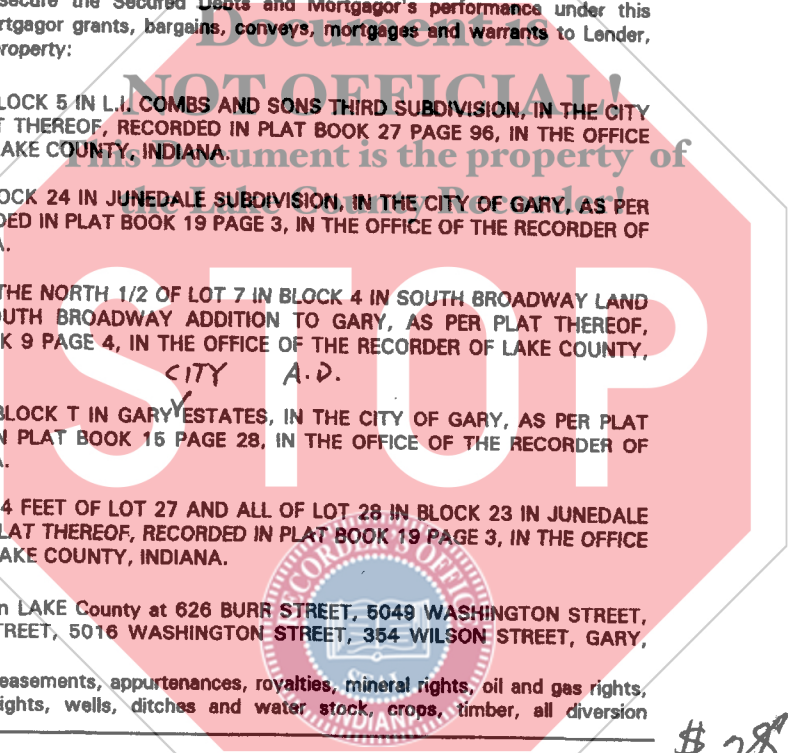 secure the Secured Debts and Mortgagor's performance under this
Document is
rtgagor grants, bargains, conveys, mortgages and warrants to Lender,
roperty:
NOT OFFICIAL!
LOCK 5 IN L.I. COMBS AND SONS THIRD SUBDIVISION, IN THE CITY
T THEREOF, RECORDED IN PLAT BOOK 27 PAGE 96, IN THE OFFICE
AKE COUNTY, INDIANA.
This Document is the property of
OCK 24 IN JUNEDALE SUBDIVISION, IN THE CITY OF GARY, AS PER
the Lake County Recorder!
DED IN PLAT BOOK 19 PAGE 3, IN THE OFFICE OF THE RECORDER OF
A.
STOP
THE NORTH 1/2 OF LOT 7 IN BLOCK 4 IN SOUTH BROADWAY LAND
UTH BROADWAY ADDITION TO GARY, AS PER PLAT THEREOF,
K 9 PAGE 4, IN THE OFFICE OF THE RECORDER OF LAKE COUNTY,
CITY A.D.
BLOCK T IN GARY ESTATES, IN THE CITY OF GARY, AS PER PLAT
N PLAT BOOK 15 PAGE 28, IN THE OFFICE OF THE RECORDER OF
A.
4 FEET OF LOT 27 AND ALL OF LOT 28 IN BLOCK 23 IN JUNEDALE
LAT THEREOF, RECORDED IN PLAT BOOK 19 PAGE 3, IN THE OFFICE
AKE COUNTY, INDIANA.
RECORDER'S OFFICE
n LAKE County at 626 BURR STREET, 5049 WASHINGTON STREET,
TREET, 5016 WASHINGTON STREET, 354 WILSON STREET, GARY,
SEAL
easements, appurtenances, royalties, mineral rights, oil and gas rights,
ights, wells, ditches and water stock, crops, timber, all diversion
INDIANA